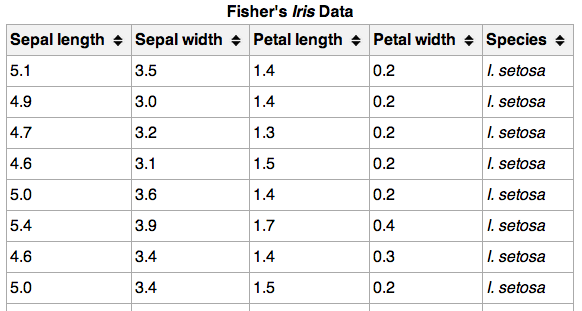 Fisher's Iris Data
Sepal length Sepal width Petal length Petal width Species
5.1 3.5 1.4 0.2 I. setosa
4.9 3.0 1.4 0.2 I. setosa
4.7 3.2 1.3 0.2 I. setosa
4.6 3.1 1.5 0.2 I. setosa
5.0 3.6 1.4 0.2 I. setosa
5.4 3.9 1.7 0.4 I. setosa
4.6 3.4 1.4 0.3 I. setosa
5.0 3.4 1.5 0.2 I. setosa